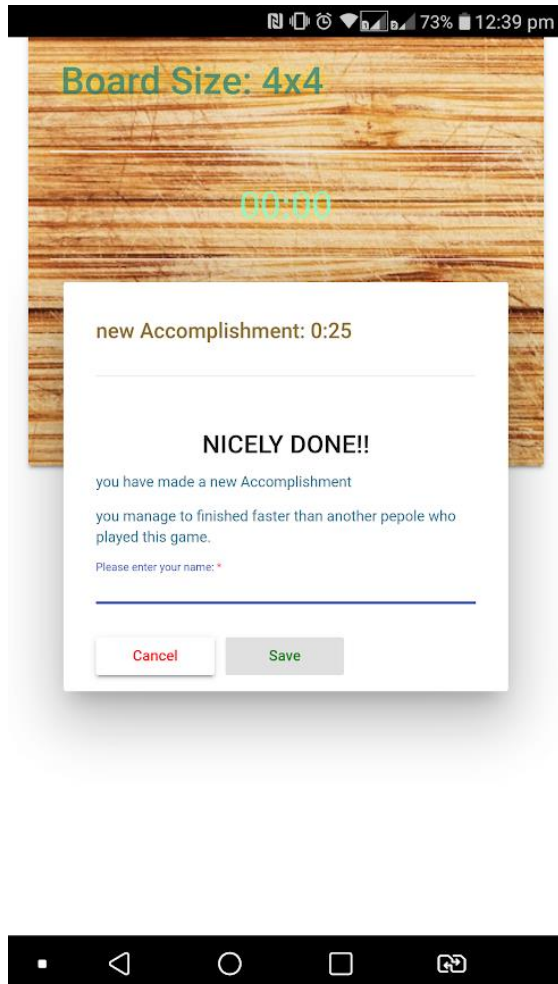 73% 12:39 pm
Board Size: 4x4
00:00
new Accomplishment: 0:25
NICELY DONE!!
you have made a new Accomplishment
you manage to finished faster than another pepole who
played this game.
Please enter your name: *
Cancel Save